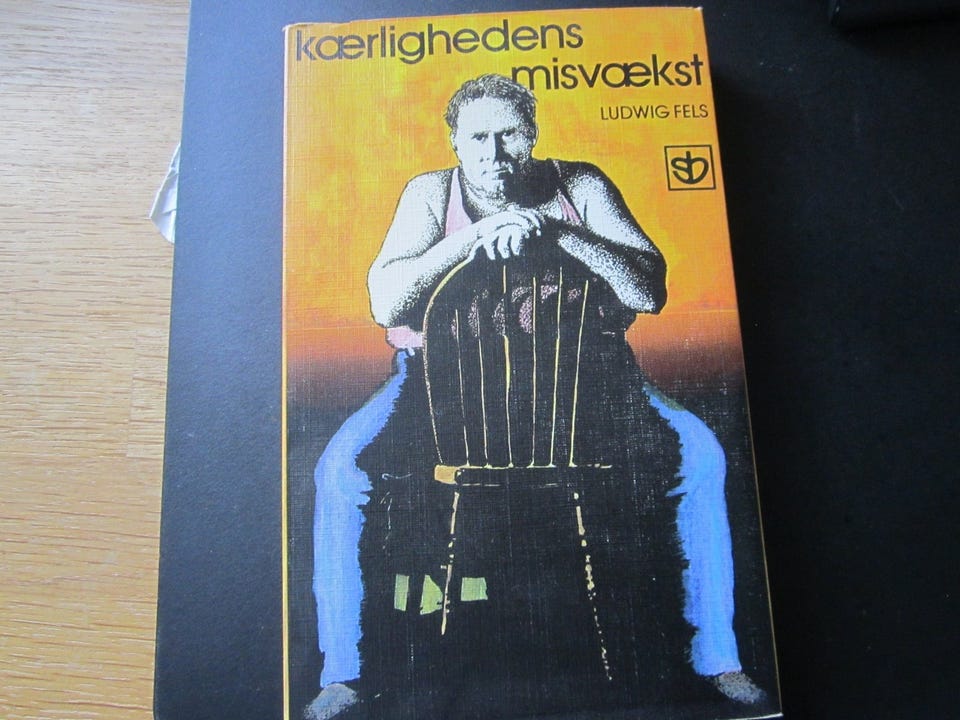 kærlighedens
misvækst
LUDWIG FELS
sb